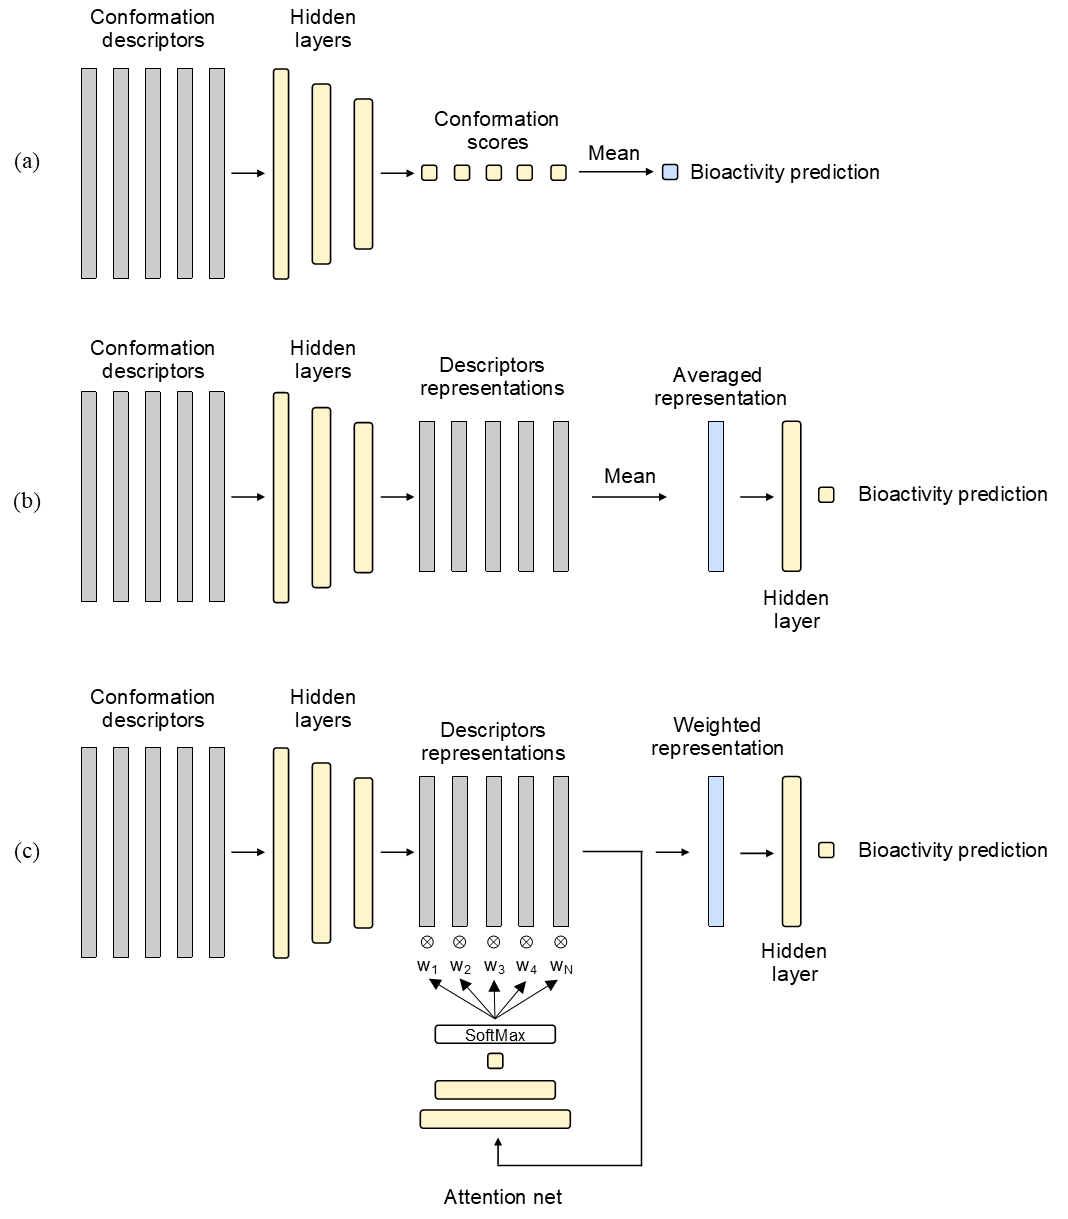 Conformation
descriptors
Hidden
layers
(a)
Conformation
scores
Mean
Bioactivity prediction
Conformation
descriptors
Hidden
layers
Descriptors
representations
Averaged
representation
(b)
Mean
Bioactivity prediction
Hidden
layer
Conformation
descriptors
Hidden
layers
Descriptors
representations
Weighted
representation
(c)
Bioactivity prediction
Hidden
layer
w1 w2 w3 w4 wN
SoftMax
Attention net